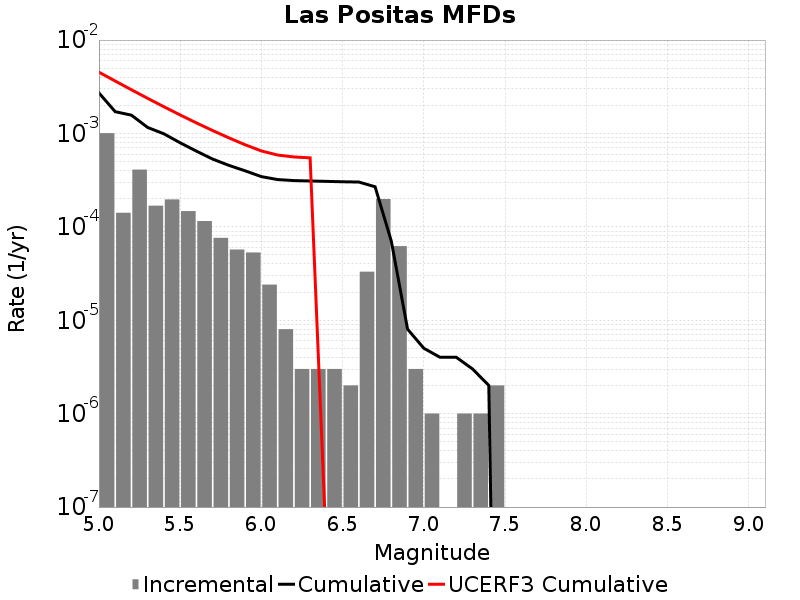 Las Positas MFDs
10-2
10-3
10-4
10-5
10-6
10-7
Rate (1/yr)
5.0 5.5 6.0 6.5 7.0 7.5 8.0 8.5 9.0
Magnitude
Incremental Cumulative UCERF3 Cumulative